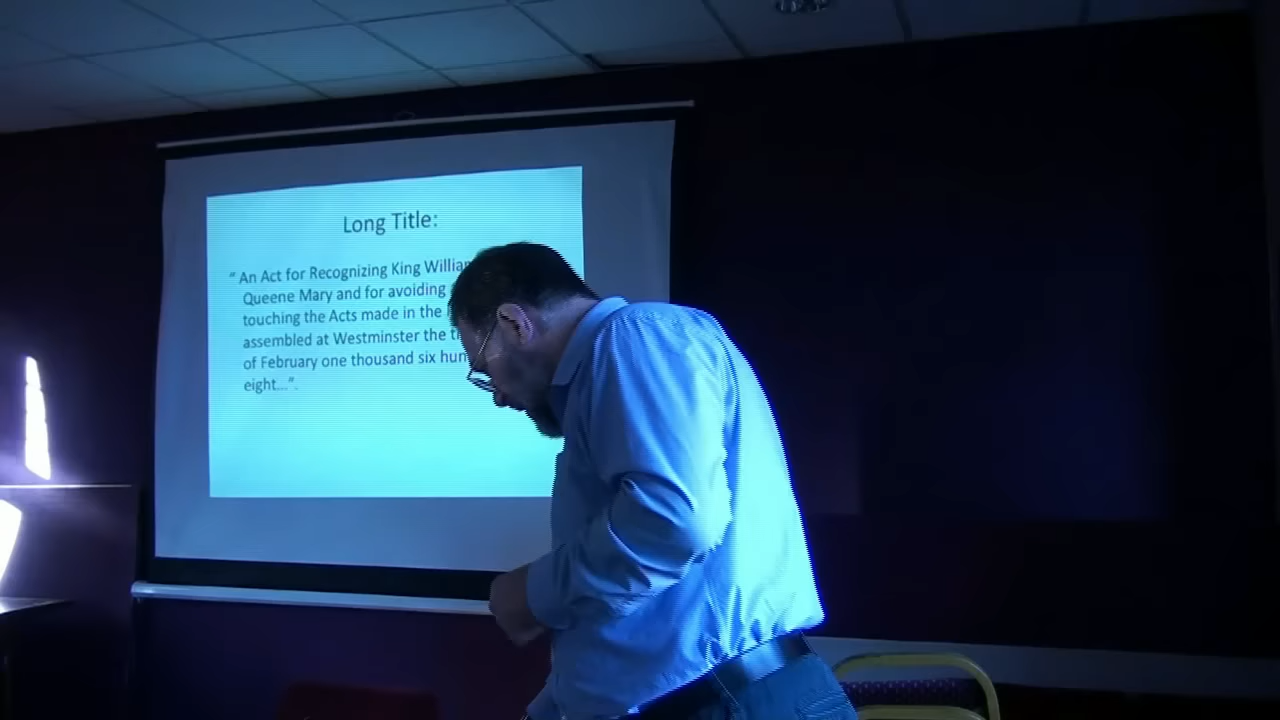 Long Title:
“ An Act for Recognizing King William
Queene Mary and for avoiding
touching the Acts made in the
assembled at Westminster the
of February one thousand six
eight...”.